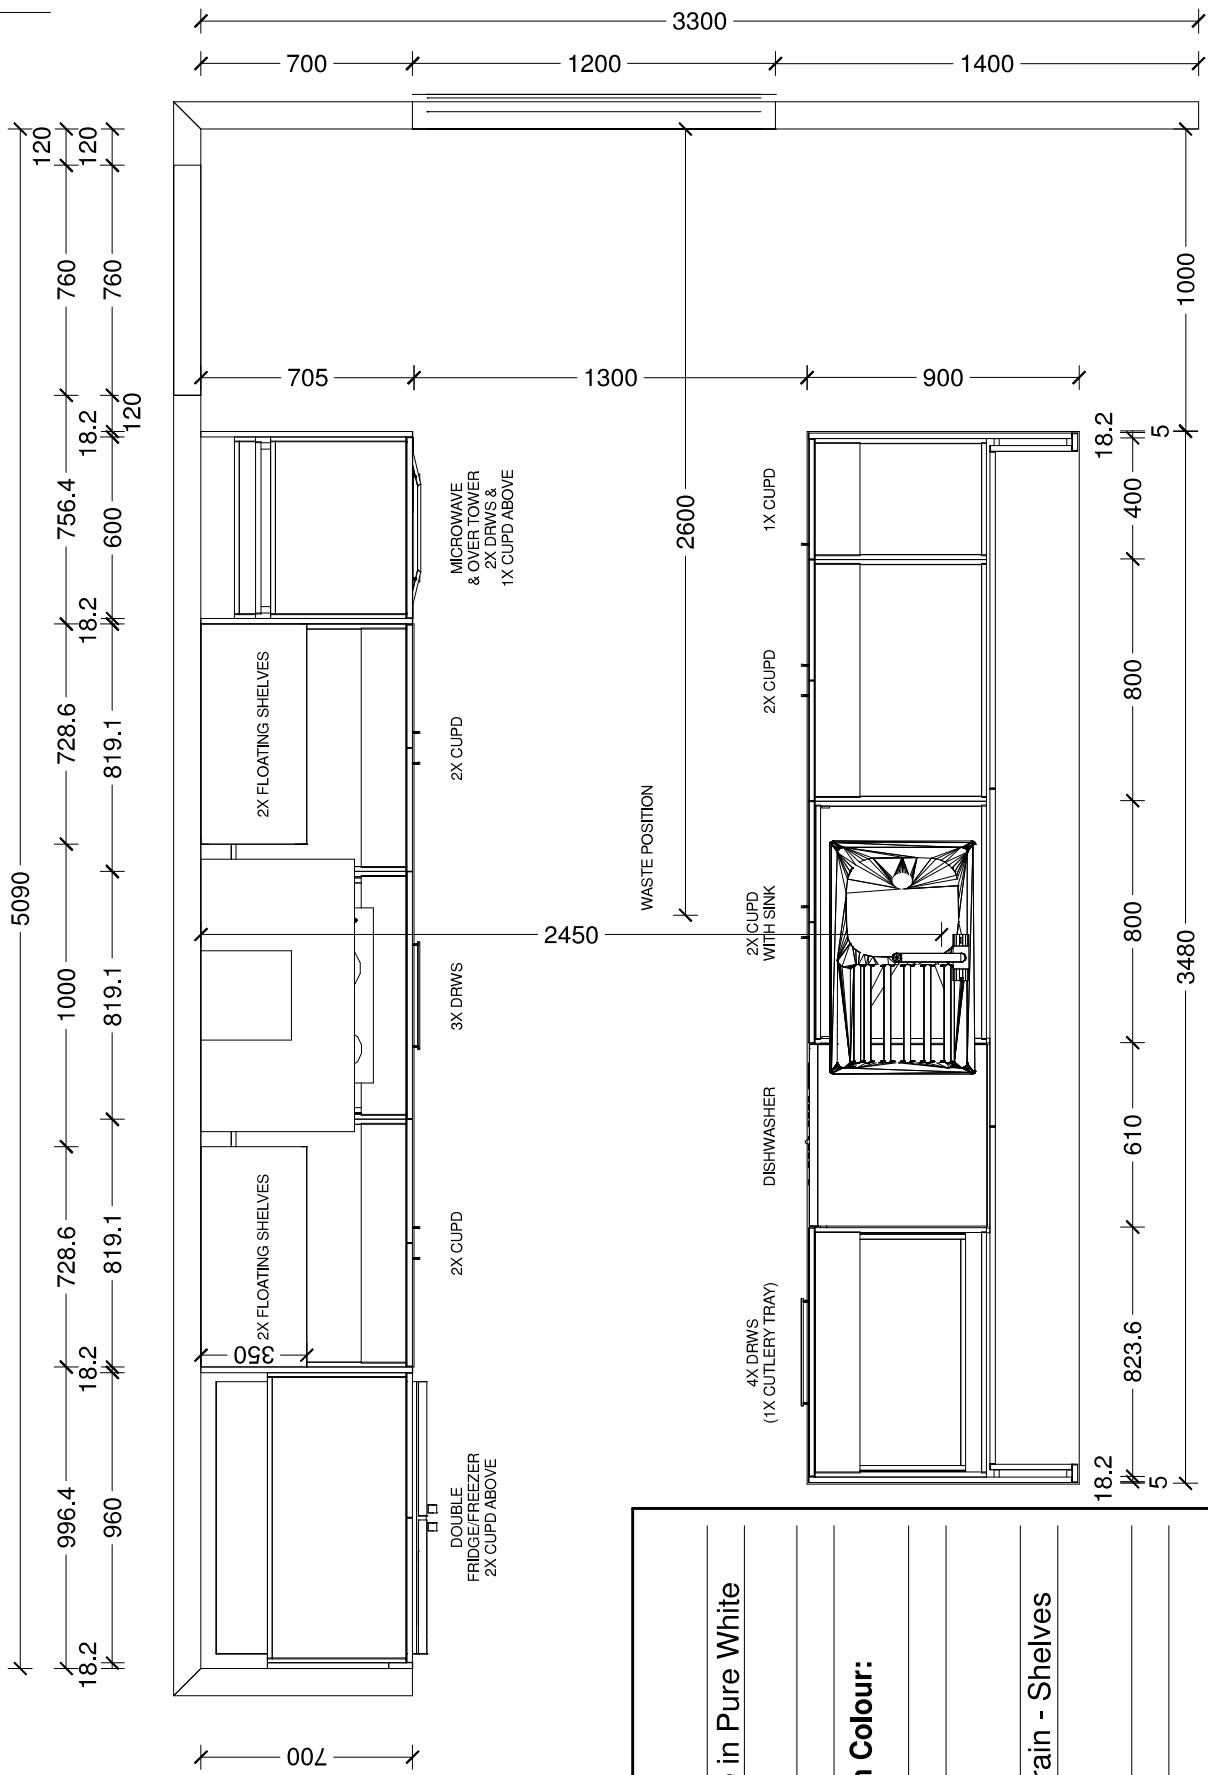 3300
700
1200
1400
5090
120
760
756.4
728.6
1000
728.6
996.4
120
760
120
18.2
600
18.2
819.1
819.1
819.1
18.2
960
18.2
705
1300
900
1000
2600
2450
350
700
MICROWAVE
& OVER TOWER
2X DRWS &
1X CUPD ABOVE
2X FLOATING SHELVES
2X CUPD
3X DRWS
2X FLOATING SHELVES
2X CUPD
DOUBLE
FRIDGE/FREEZER
2X CUPD ABOVE
WASTE POSITION
1X CUPD
2X CUPD
2X CUPD
WITH SINK
DISHWASHER
4X DRWS
(1X CUTLERY TRAY)
18.2
5
400
800
800
610
823.6
18.2
5
3480
in Pure White
Colour:
rain - Shelves